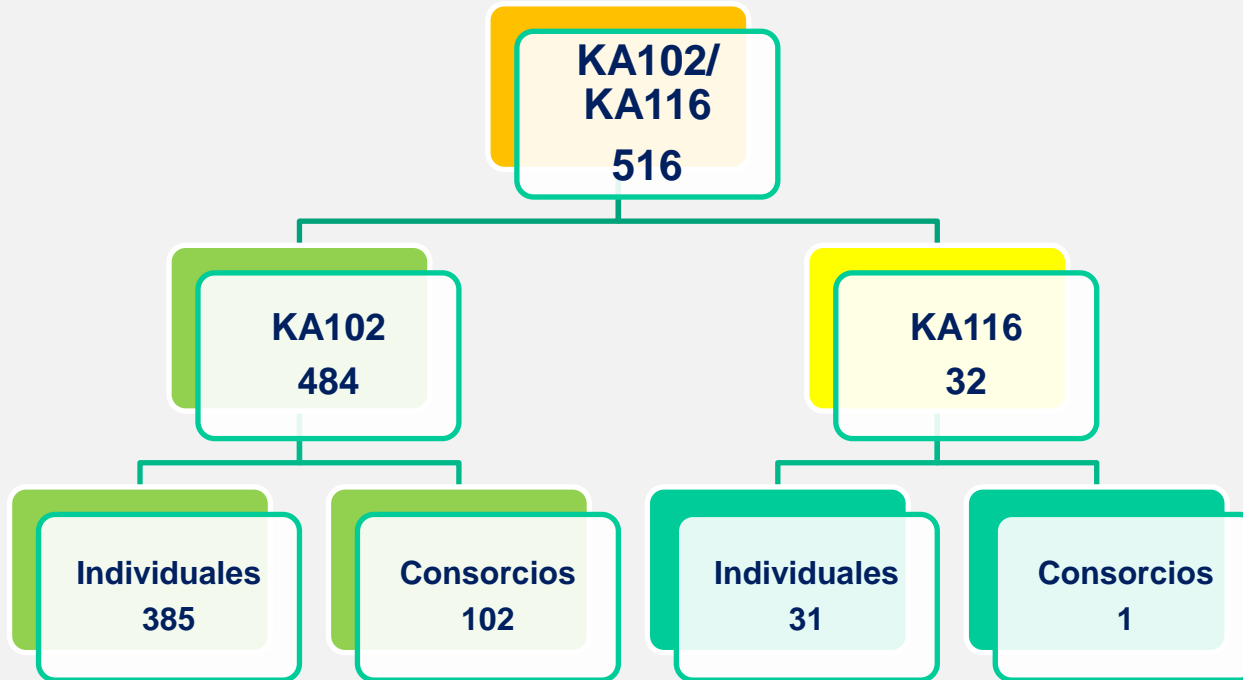 KA102/
KA116
516
KA102
484
KA116
32
Individuales
385
Consorcios
102
Individuales
31
Consorcios
1